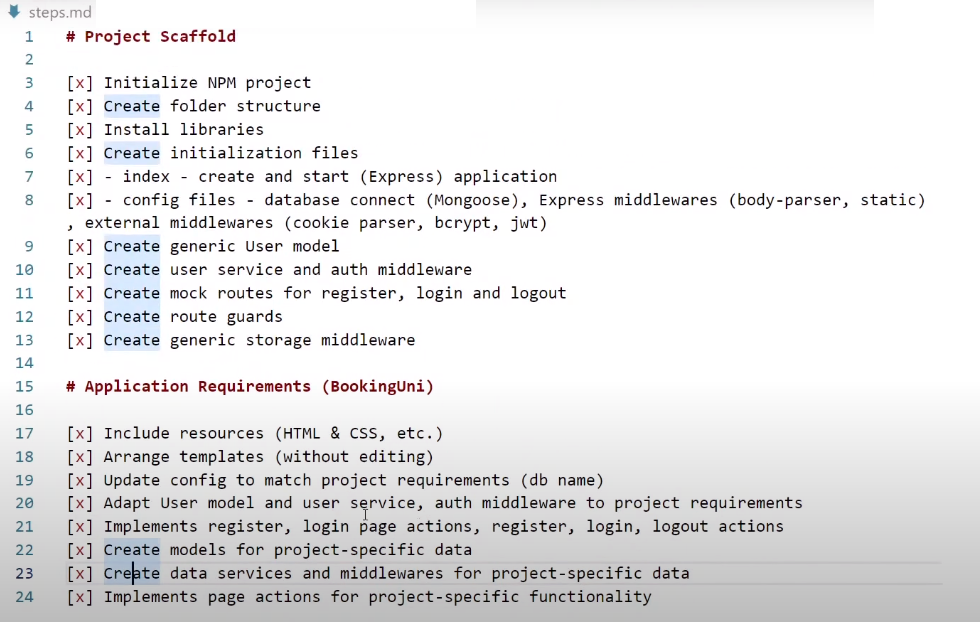 steps.md
1 # Project Scaffold
2
3 [x] Initialize NPM project
4 [x] Create folder structure
5 [x] Install libraries
6 [x] Create initialization files
7 [x] - index - create and start (Express) application
8 [x] - config files - database connect (Mongoose), Express middlewares (body-parser, static)
, external middlewares (cookie parser, bcrypt, jwt)
9 [x] Create generic User model
10 [x] Create user service and auth middleware
11 [x] Create mock routes for register, login and logout
12 [x] Create route guards
13 [x] Create generic storage middleware
14
15 # Application Requirements (BookingUni)
16
17 [x] Include resources (HTML & CSS, etc.)
18 [x] Arrange templates (without editing)
19 [x] Update config to match project requirements (db name)
20 [x] Adapt User model and user service, auth middleware to project requirements
21 [x] Implements register, login page actions, register, login, logout actions
22 [x] Create models for project-specific data
23 [x] Create data services and middlewares for project-specific data
24 [x] Implements page actions for project-specific functionality